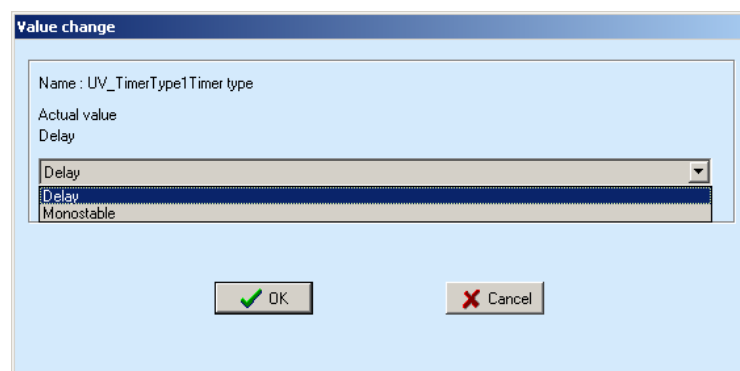 Value change
Name : UV_TimerType1Timer type
Actual value
Delay
Delay
Delay
Monostable
OK
Cancel